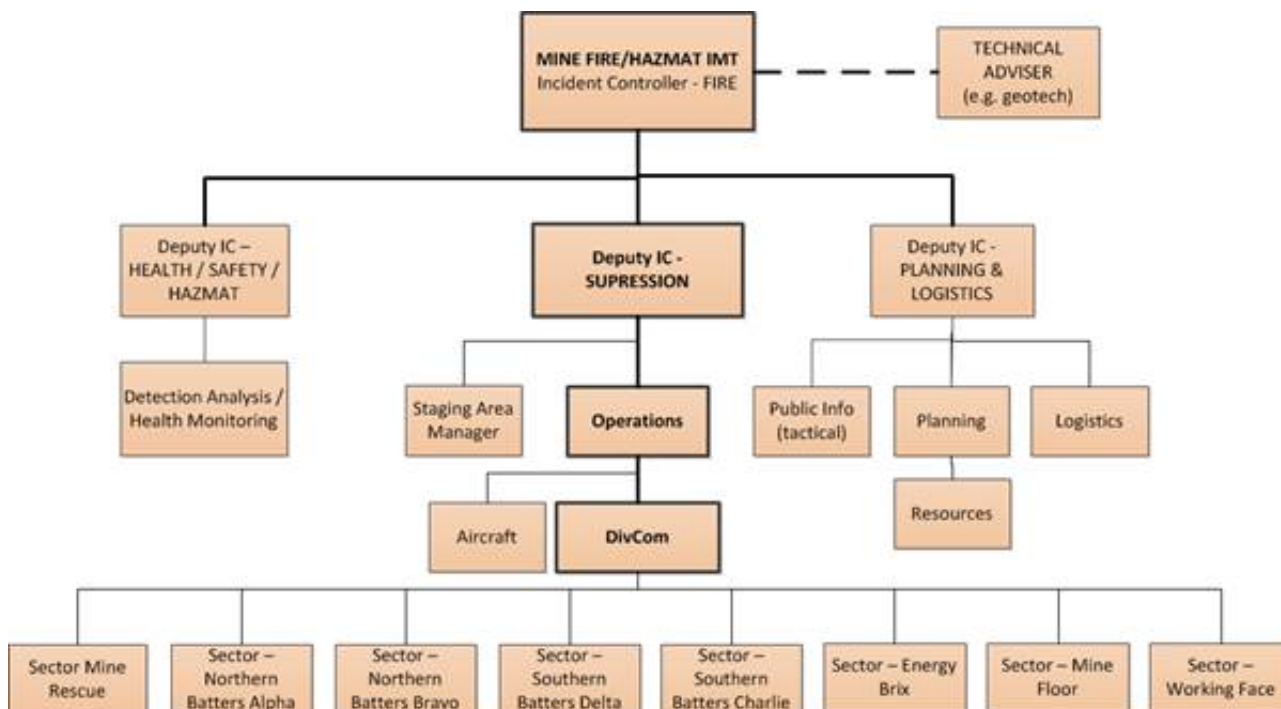 MINE FIRE/HAZMAT IMT
Incident Controller - FIRE
TECHNICAL
ADVISER
(e.g. geotech)
Deputy IC –
HEALTH / SAFETY /
HAZMAT
Deputy IC -
SUPRESSION
Deputy IC -
PLANNING &
LOGISTICS
Detection Analysis /
Health Monitoring
Staging Area
Manager
Operations
Public Info
(tactical)
Planning
Logistics
Aircraft
DivCom
Resources
Sector Mine
Rescue
Sector –
Northern
Batters Alpha
Sector –
Northern
Batters Bravo
Sector –
Southern
Batters Delta
Sector –
Southern
Batters Charlie
Sector – Energy
Brix
Sector – Mine
Floor
Sector –
Working Face